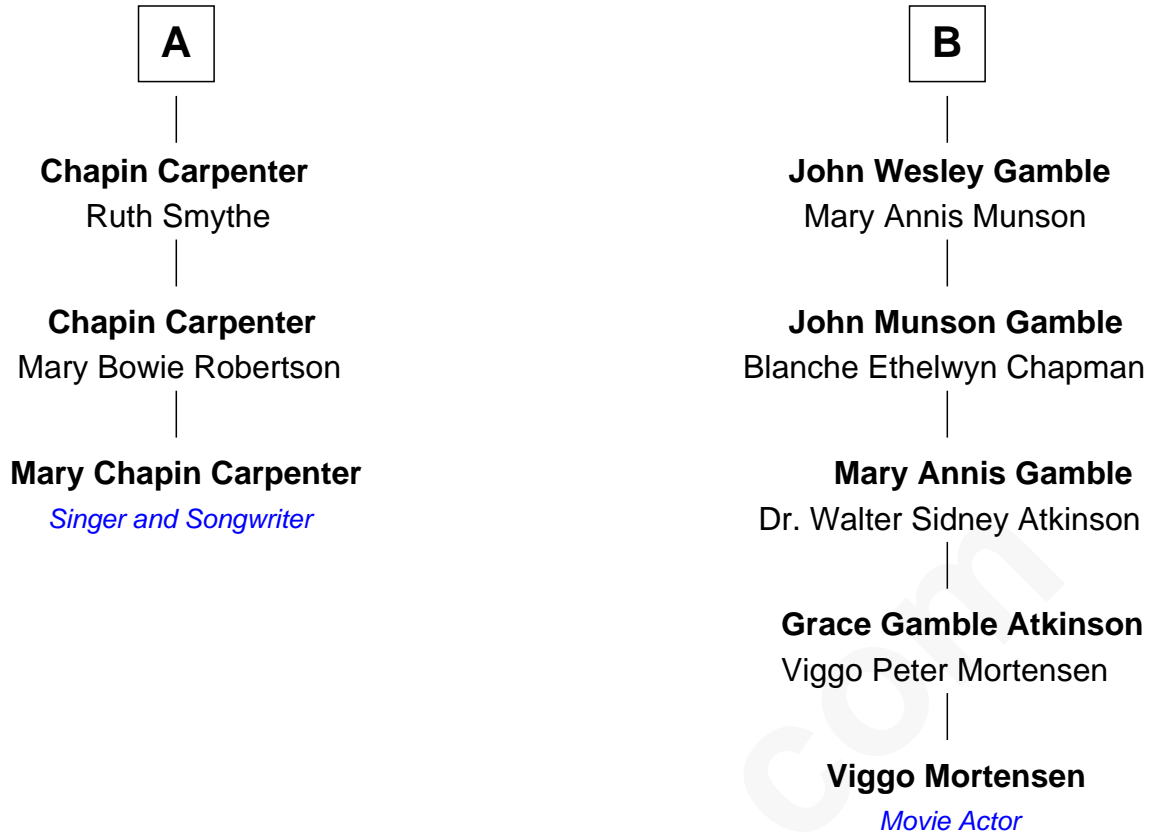 A
Chapin Carpenter
Ruth Smythe
Chapin Carpenter
Mary Bowie Robertson
Mary Chapin Carpenter
Singer and Songwriter
B
John Wesley Gamble
Mary Annis Munson
John Munson Gamble
Blanche Ethelwyn Chapman
Mary Annis Gamble
Dr. Walter Sidney Atkinson
Grace Gamble Atkinson
Viggo Peter Mortensen
Viggo Mortensen
Movie Actor
com